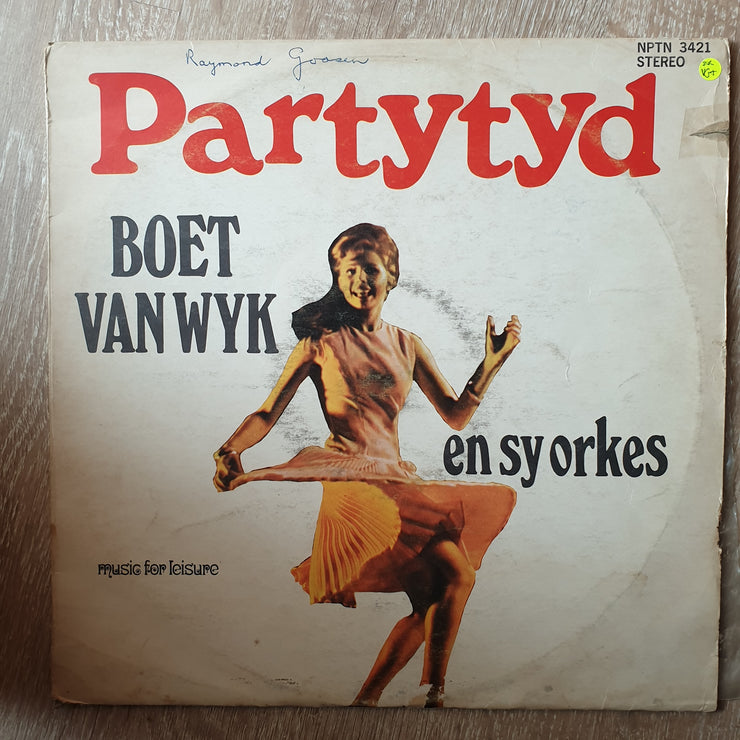 Raymond Goosen
NPTN 3421
STEREO
Partytyd
BOET
VAN WYK
en sy orkes
music for leisure